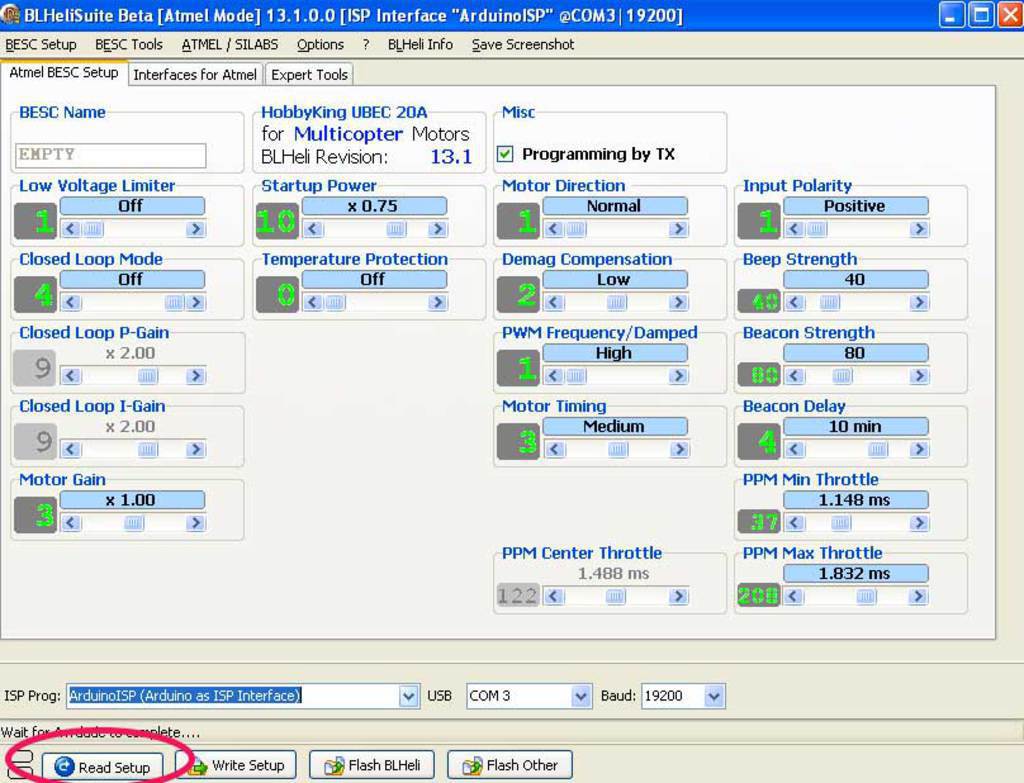 BLHeliSuite Beta [Atmel Mode] 13.1.0.0 [ISP Interface "ArduinoISP" @COM3|19200]
BESC Setup BESC Tools ATMEL / SILABS Options ? BLHeli Info Save Screenshot
Atmel BESC Setup Interfaces for Atmel Expert Tools
BESC Name
EMPTY
HobbyKing UBEC 20A
for Multicopter Motors
BLHeli Revision: 13.1
Misc
Programming by TX
Low Voltage Limiter
Off
1
Startup Power
x 0.75
10
Motor Direction
Normal
1
Input Polarity
Positive
1
Closed Loop Mode
Off
4
Temperature Protection
Off
0
Demag Compensation
Low
2
Beep Strength
40
40
Closed Loop P-Gain
x 2.00
9
PWM Frequency/Damped
High
1
Beacon Strength
80
80
Closed Loop I-Gain
x 2.00
9
Motor Timing
Medium
3
Beacon Delay
10 min
4
Motor Gain
x 1.00
3
PPM Min Throttle
1.148 ms
37
PPM Center Throttle
1.488 ms
122
PPM Max Throttle
1.832 ms
208
ISP Prog: ArduinoISP (Arduino as ISP Interface) USB COM 3 Baud: 19200
Wait for Avrdude to complete....
Read Setup Write Setup Flash BLHeli Flash Other